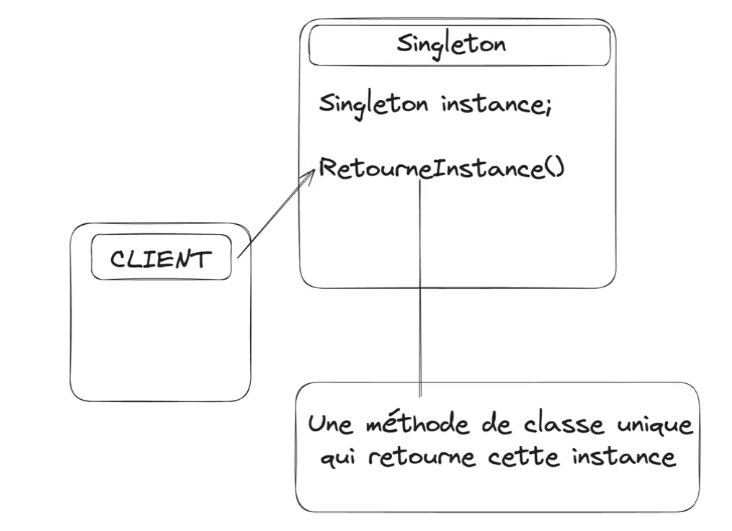 Singleton
Singleton instance;
RetourneInstance()
CLIENT
Une méthode de classe unique
qui retourne cette instance